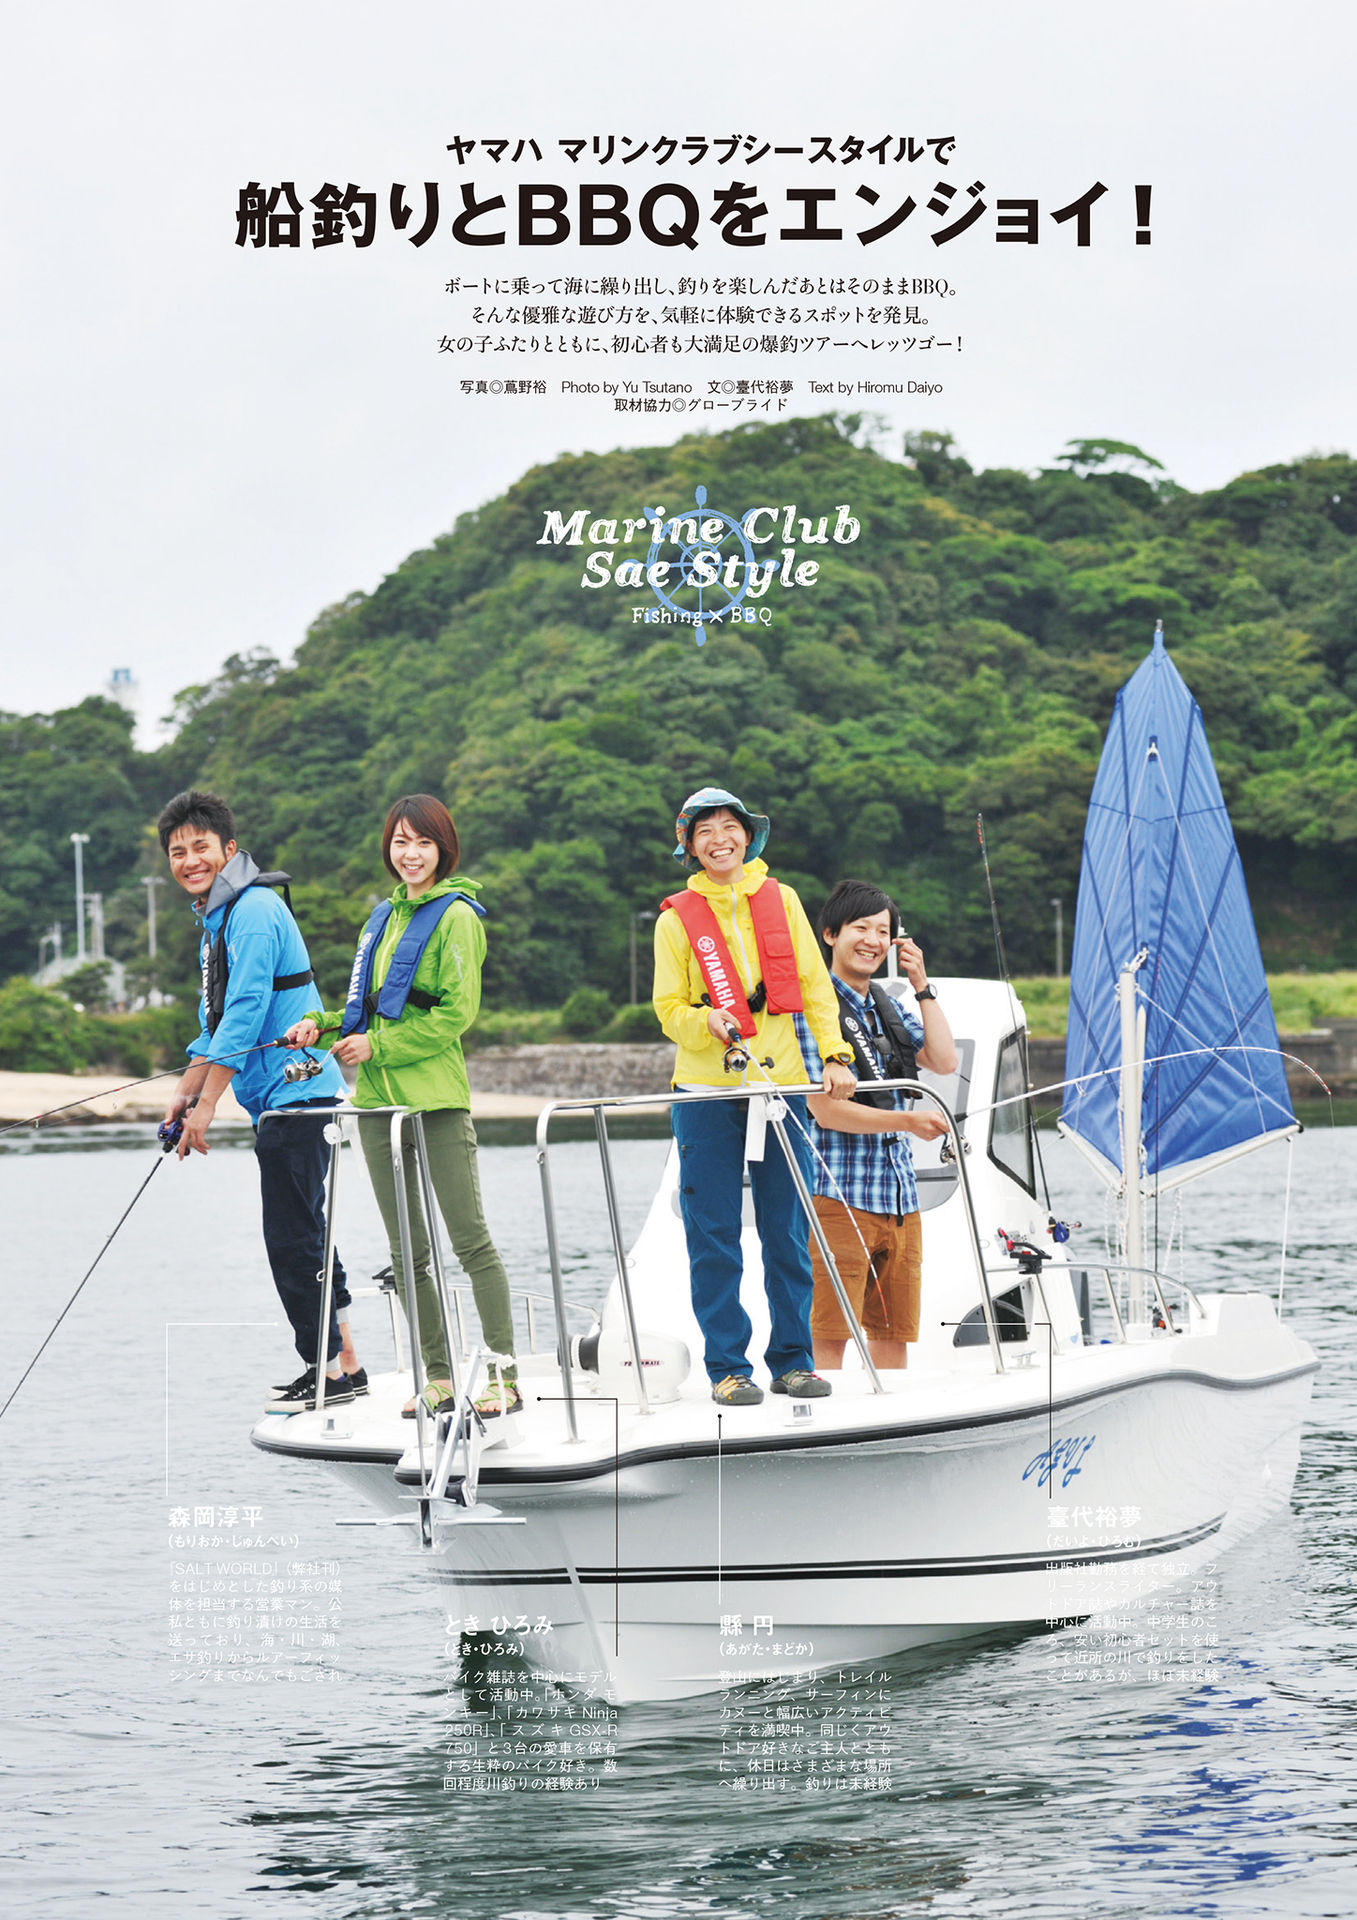 ヤマハ マリンクラブシースタイルで
船釣りとBBQをエンジョイ！
ボートに乗って海に繰り出し、釣りを楽しんだあとはそのままBBQ。
そんな優雅な遊び方を、気軽に体験できるスポットを発見。
女の子ふたりとともに、初心者も大満足の爆釣ツアーへレッツゴー！
写真◎蔦野裕　Photo by Yu Tsutano　文◎臺代裕夢　Text by Hiromu Daiyo
取材協力◎グローブライド
Marine Club
Sae Style
Fishing × BBQ
YAMAHA
YAMAHA
YAMAHA
YAMAHA
POWERMATE
森岡淳平
（もりおか・じゅんぺい）
『SALT WORLD』（弊社刊）
をはじめとした釣り系の媒
体を担当する営業マン。公
私ともに釣り漬けの生活を
送っており、海・川・湖、
エサ釣りからルアーフィッ
シングまでなんでもござれ
とき ひろみ
（とき・ひろみ）
バイク雑誌を中心にモデル
として活動中。「ホンダ モ
ンキー」、「カワサキ Ninja
250R」、「スズキ GSX-R
750」と3台の愛車を保有
する生粋のバイク好き。数
回程度川釣りの経験あり
縣 円
（あがた・まどか）
登山にはじまり、トレイル
ランニング、サーフィンに
カヌーと幅広いアクティビ
ティを満喫中。同じくアウ
トドア好きなご主人ととも
に、休日はさまざまな場所
へ繰り出す。釣りは未経験
臺代裕夢
（だいよ・ひろむ）
出版社勤務を経て独立。フ
リーランスライター。アウ
トドア誌やカルチャー誌を
中心に活動中。中学生のこ
ろ、安い初心者セットを使
って近所の川で釣りをした
ことがあるが、ほぼ未経験